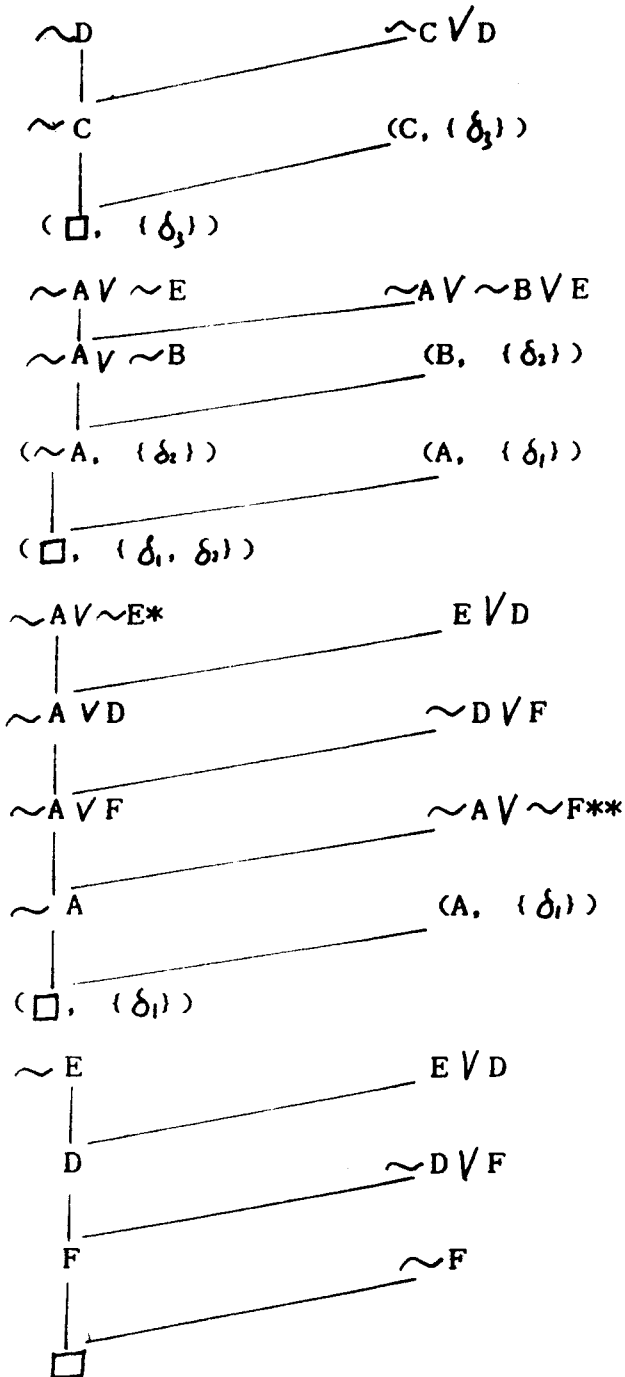 ∼D ∼C∨D
∼C (C, {δ₃})
(□, {δ₃})
∼A∨∼E ∼A∨∼B∨E
∼A∨∼B (B, {δ₂})
(∼A, {δ₂}) (A, {δ₁})
(□, {δ₁, δ₂})
∼A∨∼E* E∨D
∼A∨D ∼D∨F
∼A∨F ∼A∨∼F**
∼A (A, {δ₁})
(□, {δ₁})
∼E E∨D
D ∼D∨F
F ∼F
□